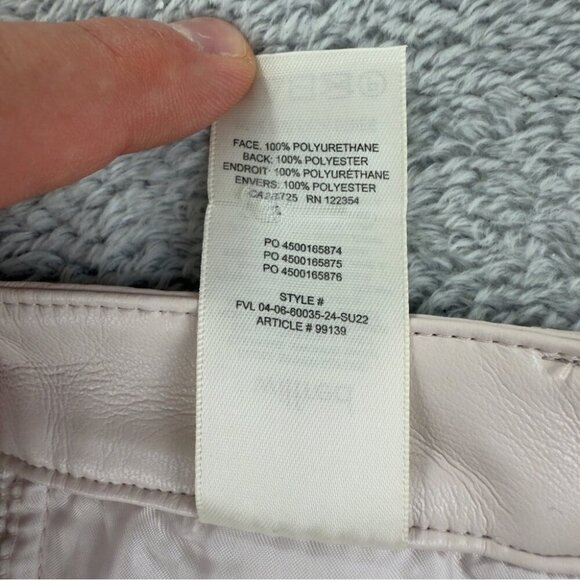 FACE: 100% POLYURETHANE
BACK: 100% POLYESTER
ENDROIT: 100% POLYURÉTHANE
ENVERS: 100% POLYESTER
RN 122354
PO 4500165874
PO 4500165875
PO 4500165876
STYLE #
FVL 04-06-60035-24-SU22
ARTICLE # 99139